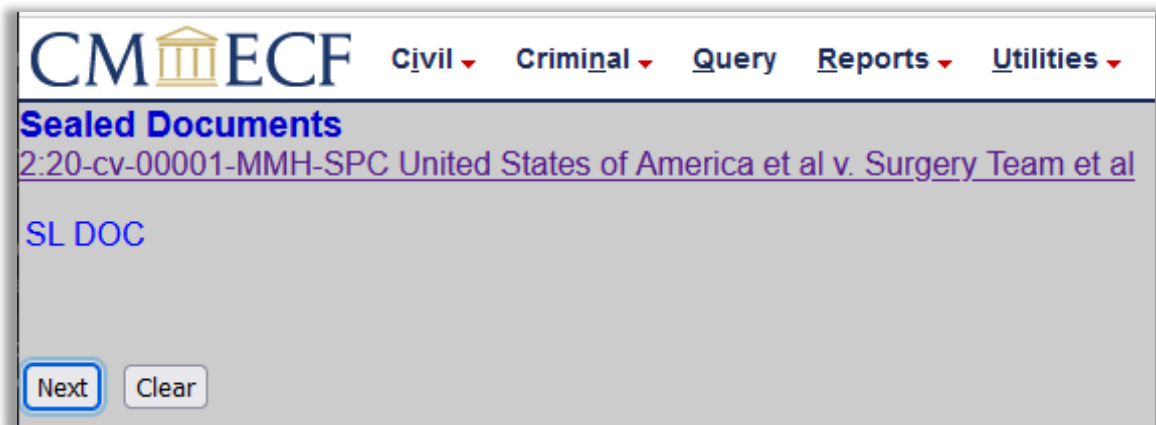 CM ECF Civil Criminal Query Reports Utilities
Sealed Documents
2:20-cv-00001-MMH-SPC United States of America et al v. Surgery Team et al
SL DOC
Next Clear